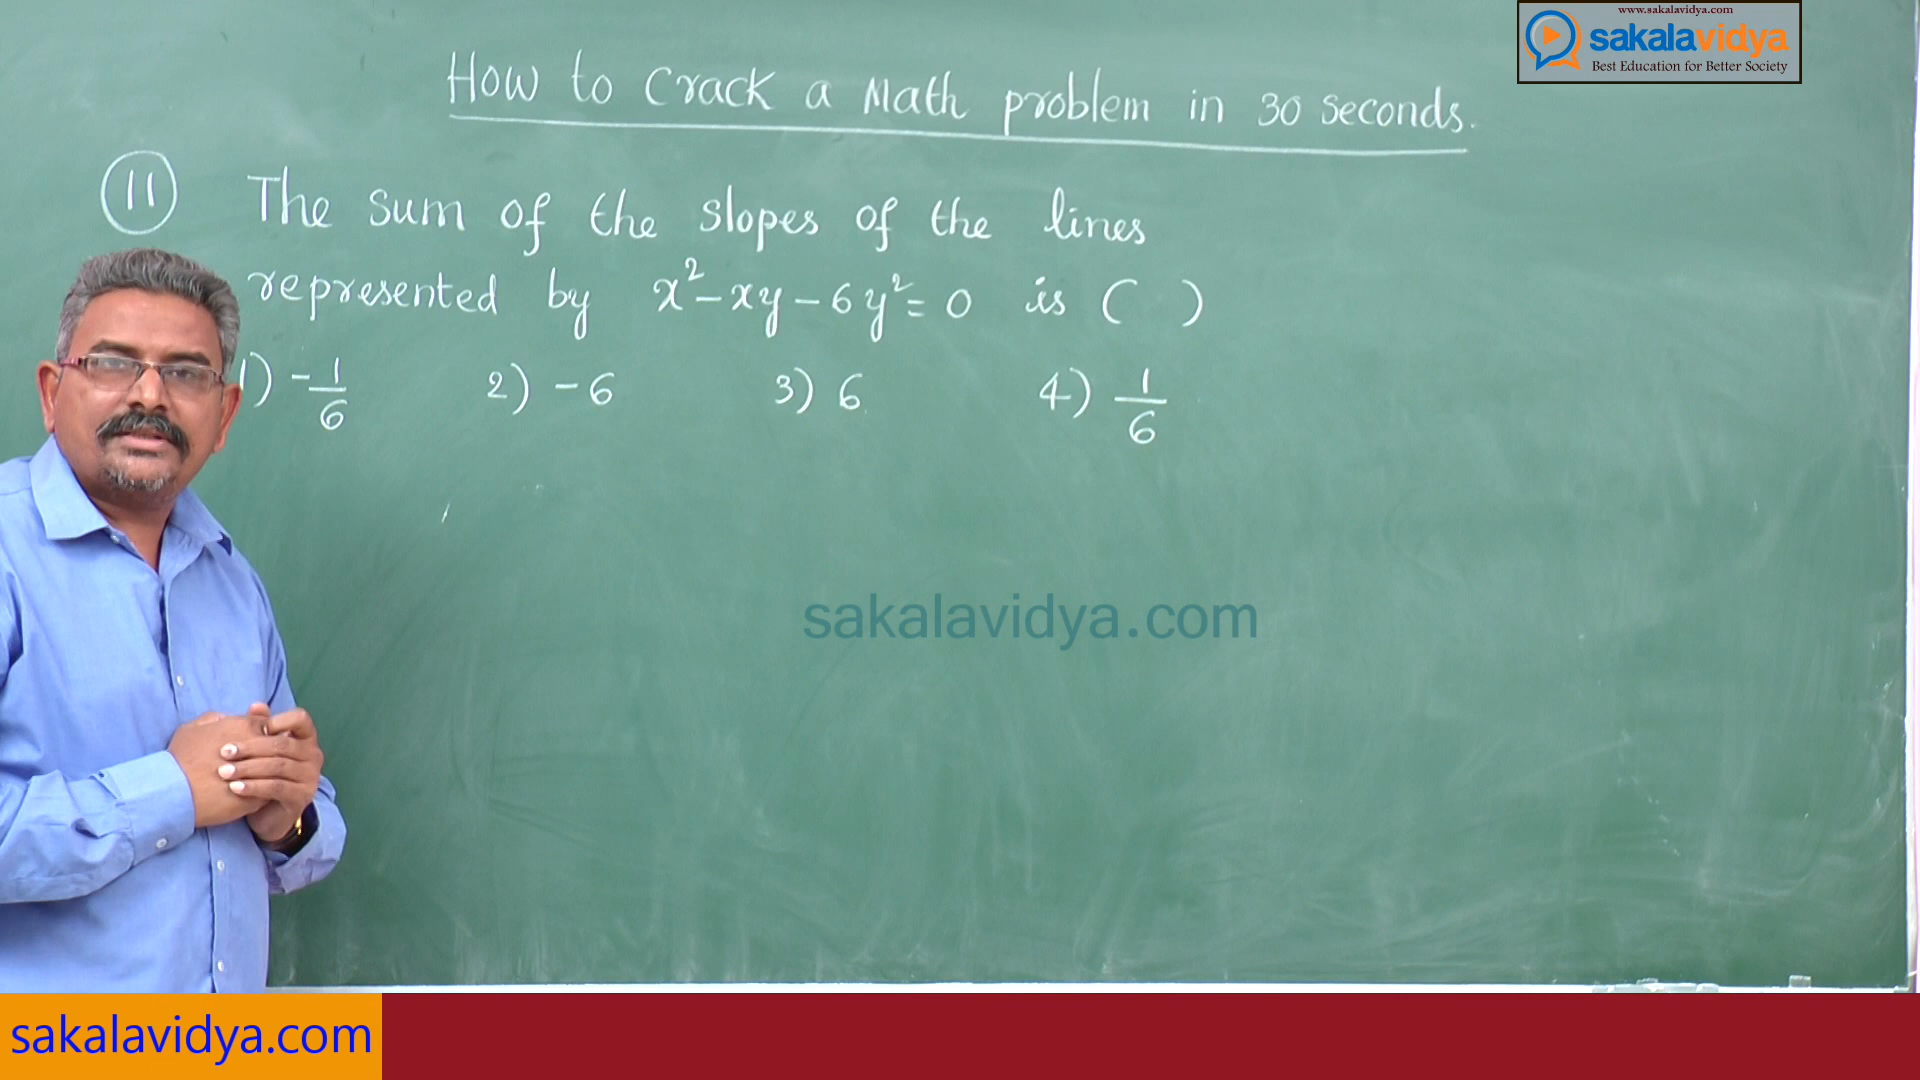 www.sakalavidya.com
sakalavidya
Best Education for Better Society
How to Crack a Math problem in 30 seconds.
11 The sum of the slopes of the lines
represented by x²-xy-6y²=0 is ( )
1) -1/6 2) -6 3) 6 4) 1/6
sakalavidya.com
sakalavidya.com